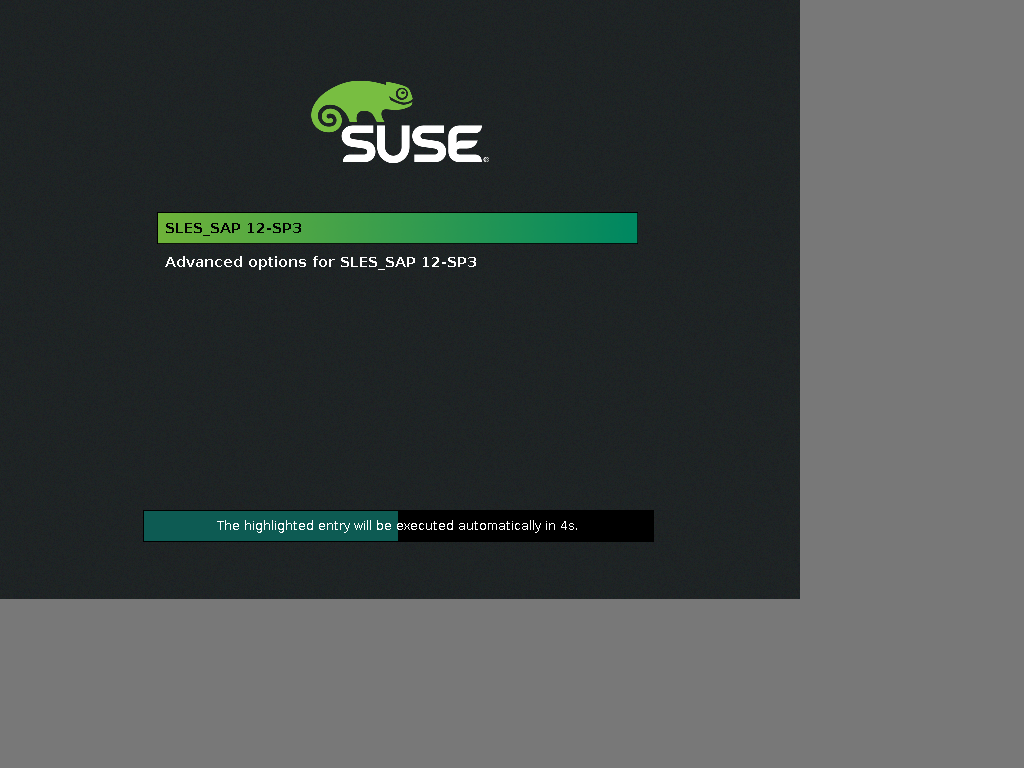 SUSE®
SLES_SAP 12-SP3
Advanced options for SLES_SAP 12-SP3
The highlighted entry will be executed automatically in 4s.